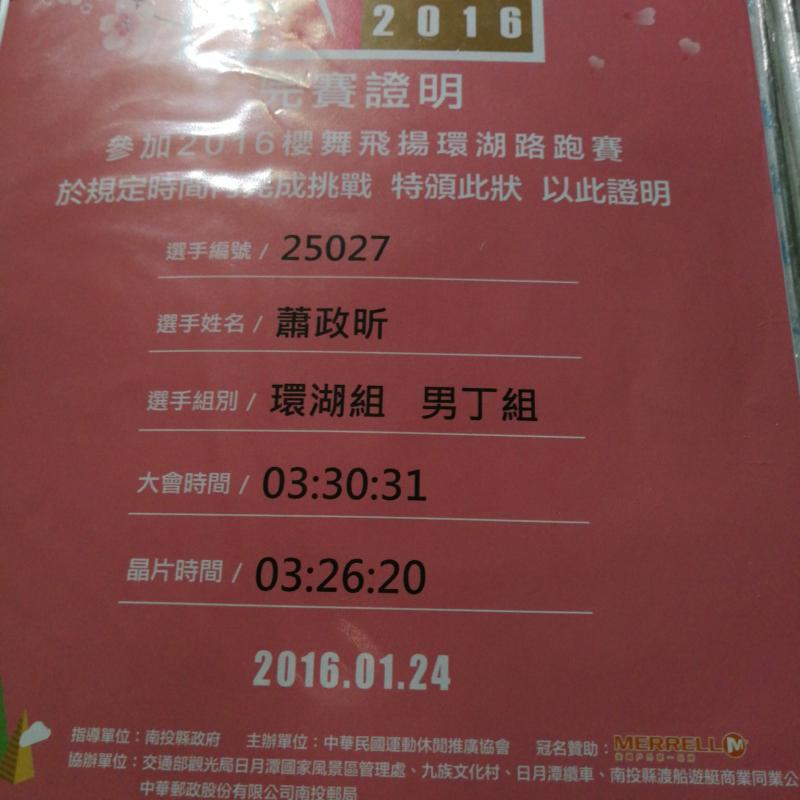 2016
完賽證明
參加2016櫻舞飛揚環湖路跑賽
於規定時間內完成挑戰 特頒此狀 以此證明
選手編號 / 25027
選手姓名 / 蕭政昕
選手組別 / 環湖組 男丁組
大會時間 / 03:30:31
晶片時間 / 03:26:20
2016.01.24
指導單位：南投縣政府 主辦單位：中華民國運動休閒推廣協會 冠名贊助：MERRELL M
協辦單位：交通部觀光局日月潭國家風景區管理處、九族文化村、日月潭纜車、南投縣渡船遊艇商業同業公
中華郵政股份有限公司南投郵局